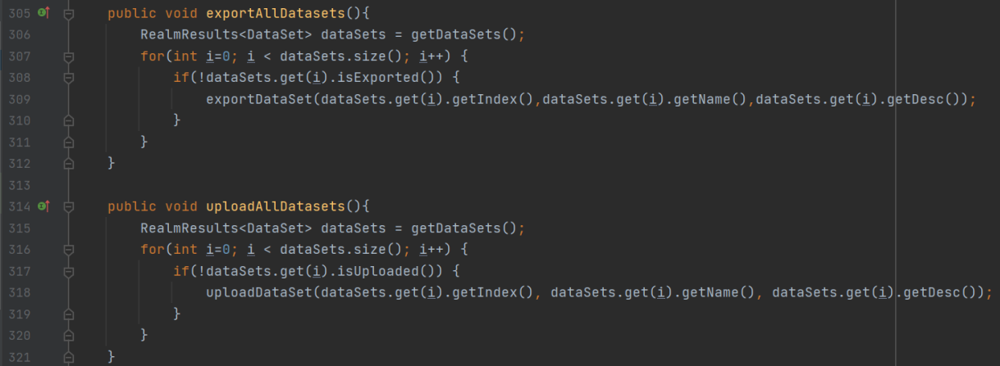 305 public void exportAllDatasets(){
306 RealmResults<DataSet> dataSets = getDataSets();
307 for(int i=0; i < dataSets.size(); i++) {
308 if(!dataSets.get(i).isExported()) {
309 exportDataSet(dataSets.get(i).getIndex(),dataSets.get(i).getName(),dataSets.get(i).getDesc());
310 }
311 }
312 }
313
314 public void uploadAllDatasets(){
315 RealmResults<DataSet> dataSets = getDataSets();
316 for(int i=0; i < dataSets.size(); i++) {
317 if(!dataSets.get(i).isUploaded()) {
318 uploadDataSet(dataSets.get(i).getIndex(), dataSets.get(i).getName(), dataSets.get(i).getDesc());
319 }
320 }
321 }